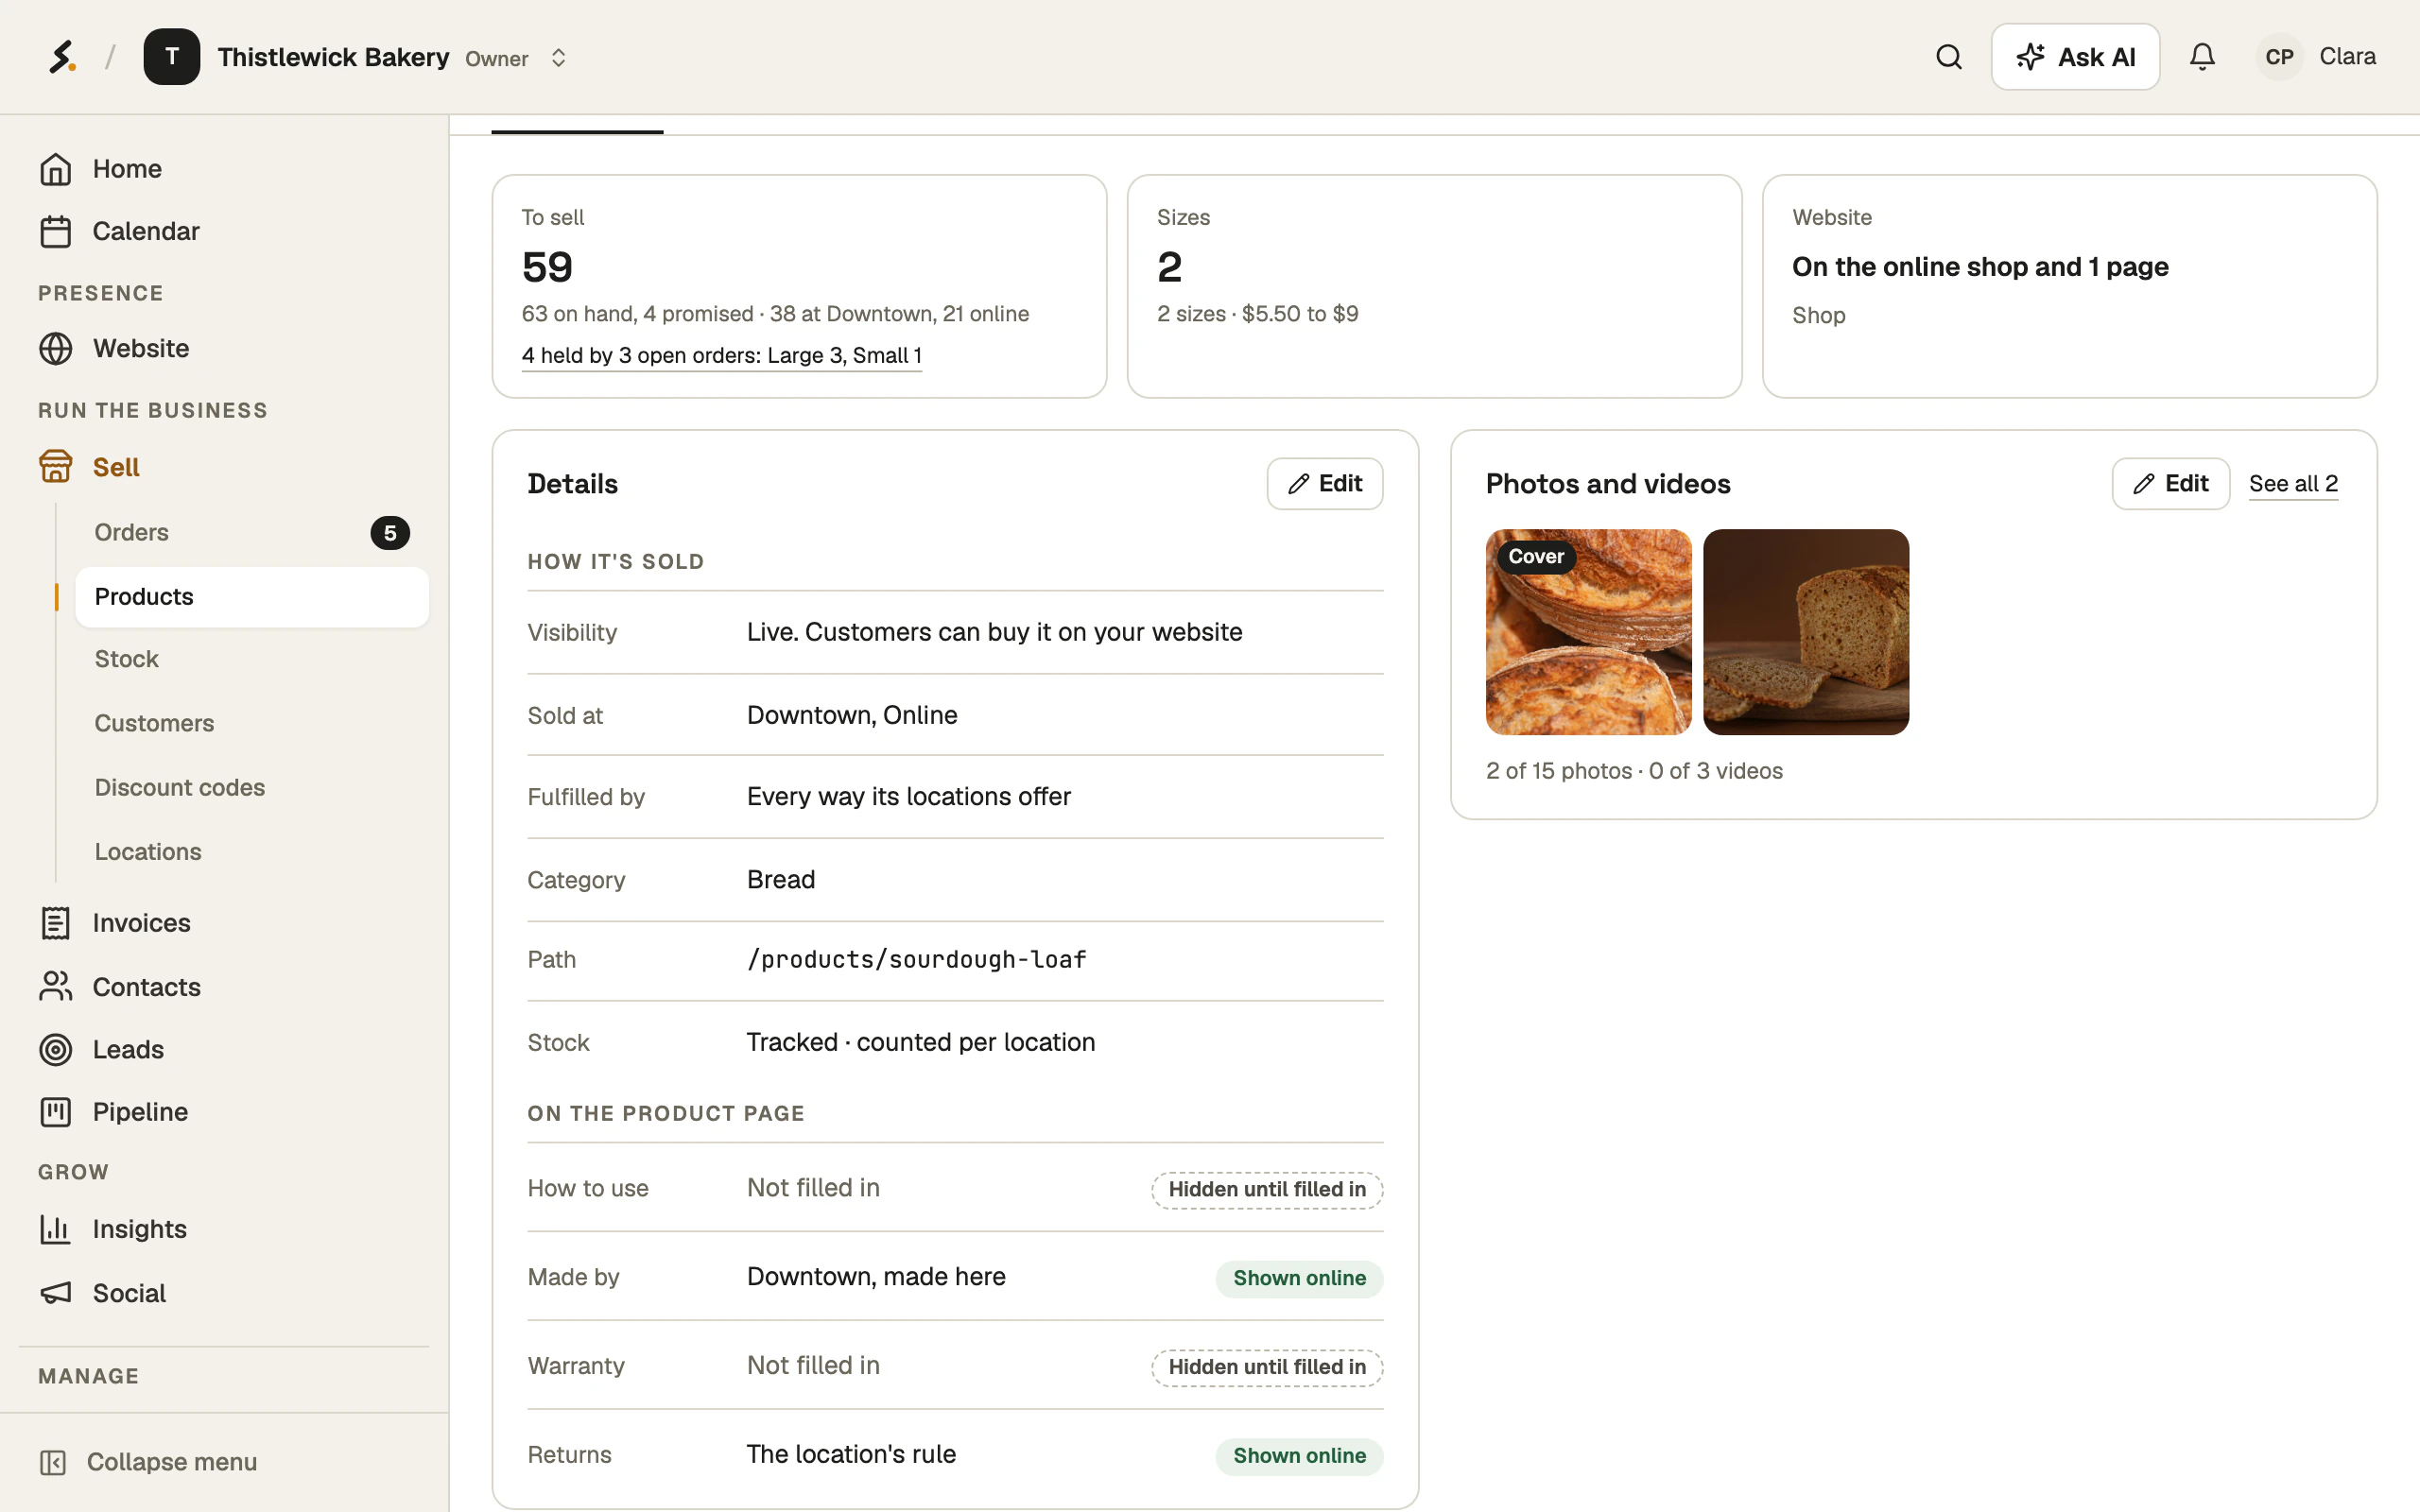 / T Thistlewick Bakery Owner
Ask AI
CP Clara
Home
Calendar
PRESENCE
Website
RUN THE BUSINESS
Sell
Orders 5
Products
Stock
Customers
Discount codes
Locations
Invoices
Contacts
Leads
Pipeline
GROW
Insights
Social
MANAGE
Collapse menu
To sell
59
63 on hand, 4 promised · 38 at Downtown, 21 online
4 held by 3 open orders: Large 3, Small 1
Sizes
2
2 sizes · $5.50 to $9
Website
On the online shop and 1 page
Shop
Details Edit
HOW IT'S SOLD
Visibility Live. Customers can buy it on your website
Sold at Downtown, Online
Fulfilled by Every way its locations offer
Category Bread
Path /products/sourdough-loaf
Stock Tracked · counted per location
ON THE PRODUCT PAGE
How to use Not filled in Hidden until filled in
Made by Downtown, made here Shown online
Warranty Not filled in Hidden until filled in
Returns The location's rule Shown online
Photos and videos Edit See all 2
Cover
2 of 15 photos · 0 of 3 videos